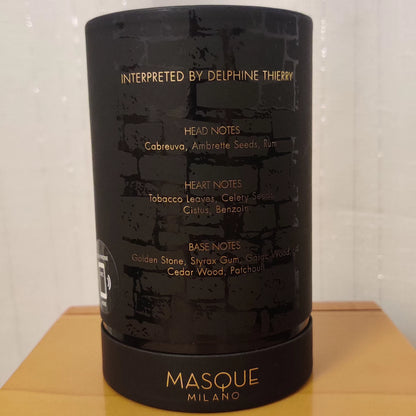 INTERPRETED BY DELPHINE THIERRY
HEAD NOTES
Cabreuva, Ambrette Seeds, Rum
HEART NOTES
Tobacco Leaves, Celery Seeds,
Cistus, Benzoin
BASE NOTES
Golden Stone, Styrax Gum, Gaiac Wood,
Cedar Wood, Patchouli
MASQUE
MILANO